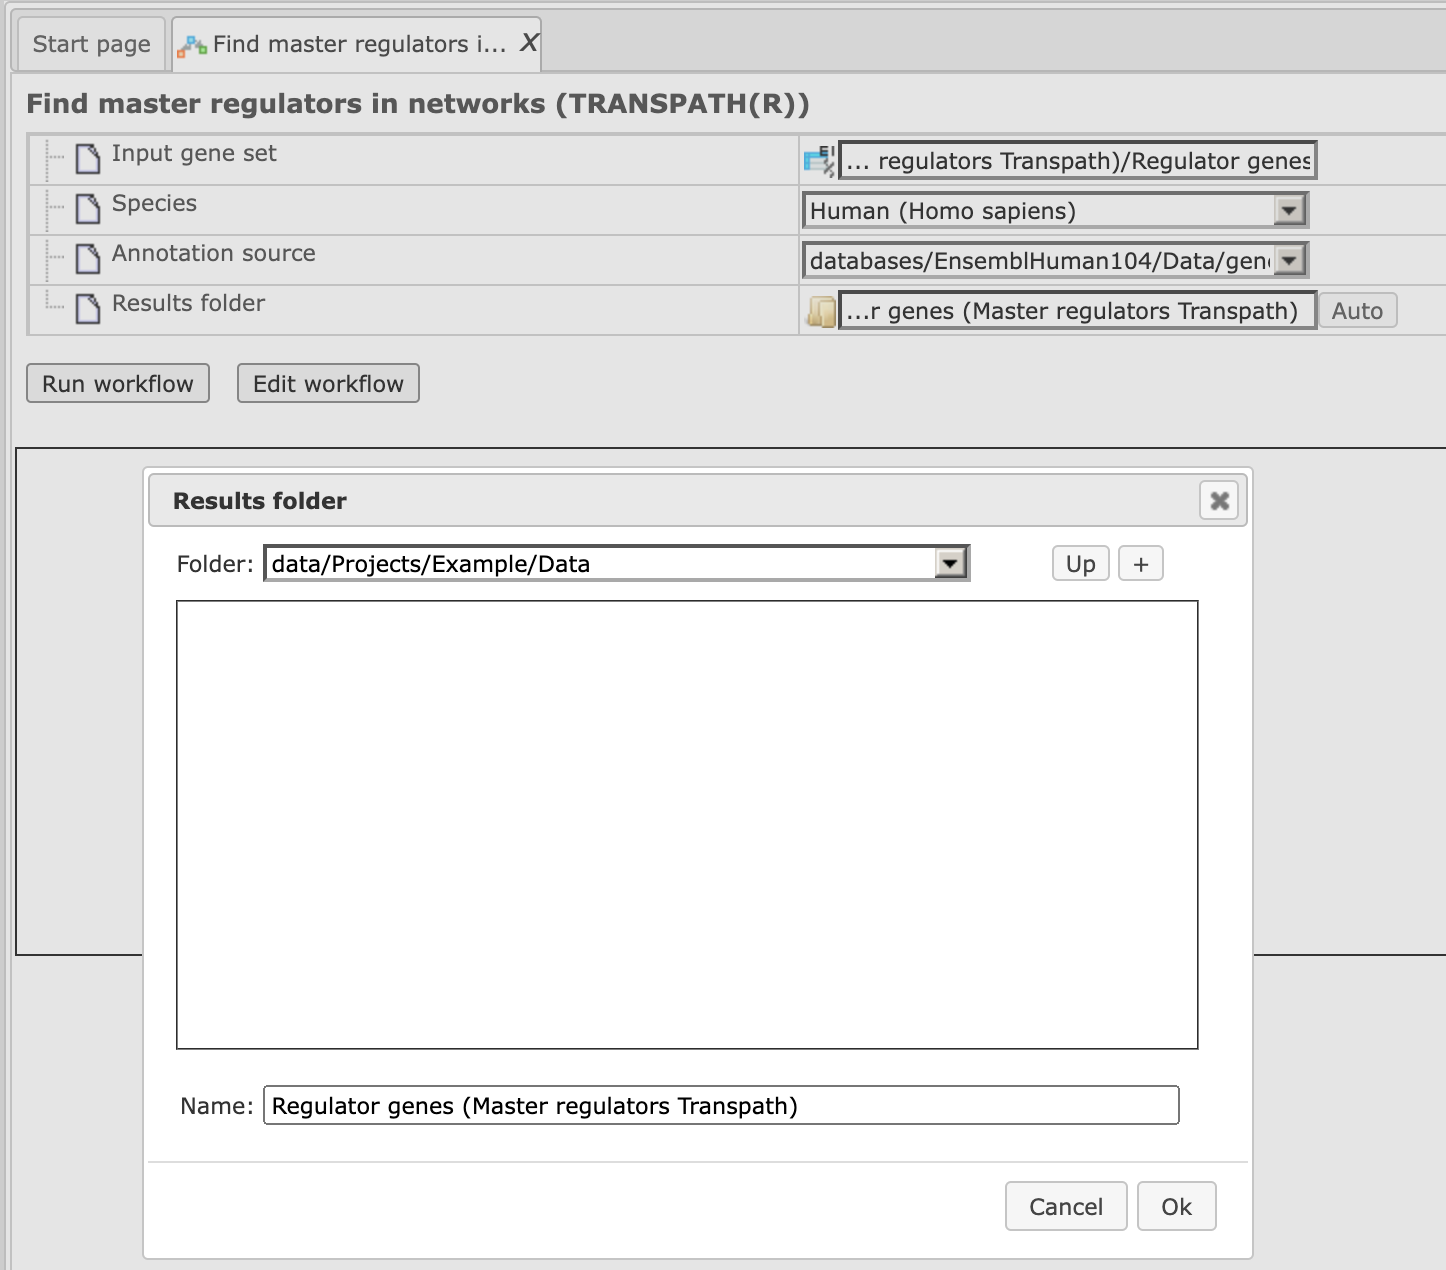 Start page
Find master regulators i... X
Find master regulators in networks (TRANSPATH(R))
Input gene set
... regulators Transpath)/Regulator genes
Species
Human (Homo sapiens)
Annotation source
databases/EnsemblHuman104/Data/gen
Results folder
...r genes (Master regulators Transpath)
Auto
Run workflow
Edit workflow
Results folder
Folder: data/Projects/Example/Data
Up
+
Name: Regulator genes (Master regulators Transpath)
Cancel
Ok